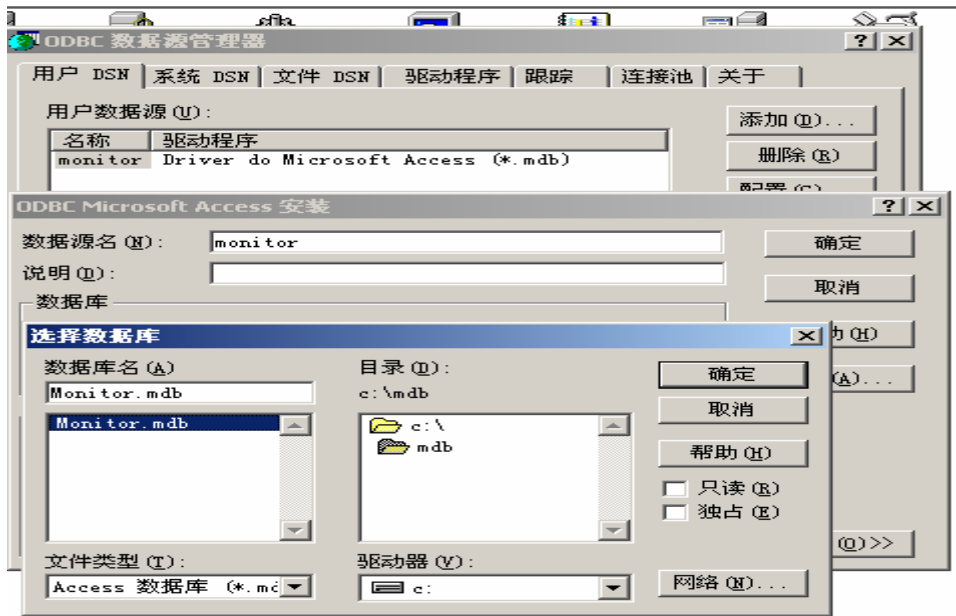 ODBC 数据源管理器
用户 DSN 系统 DSN 文件 DSN 驱动程序 跟踪 连接池 关于
用户数据源(U):
添加(D)...
名称 驱动程序
monitor Driver do Microsoft Access (*.mdb)
删除(R)
配置(C)
ODBC Microsoft Access 安装
数据源名(N): monitor
确定
说明(D):
取消
数据库
选择数据库
(H)
数据库名(A)
目录(D):
确定
(A)...
Monitor.mdb
c:\mdb
取消
Monitor.mdb
c:\
mdb
帮助(H)
只读(R)
独占(E)
(O)>>
文件类型(T):
驱动器(V):
Access 数据库 (*.md
c:
网络(N)...